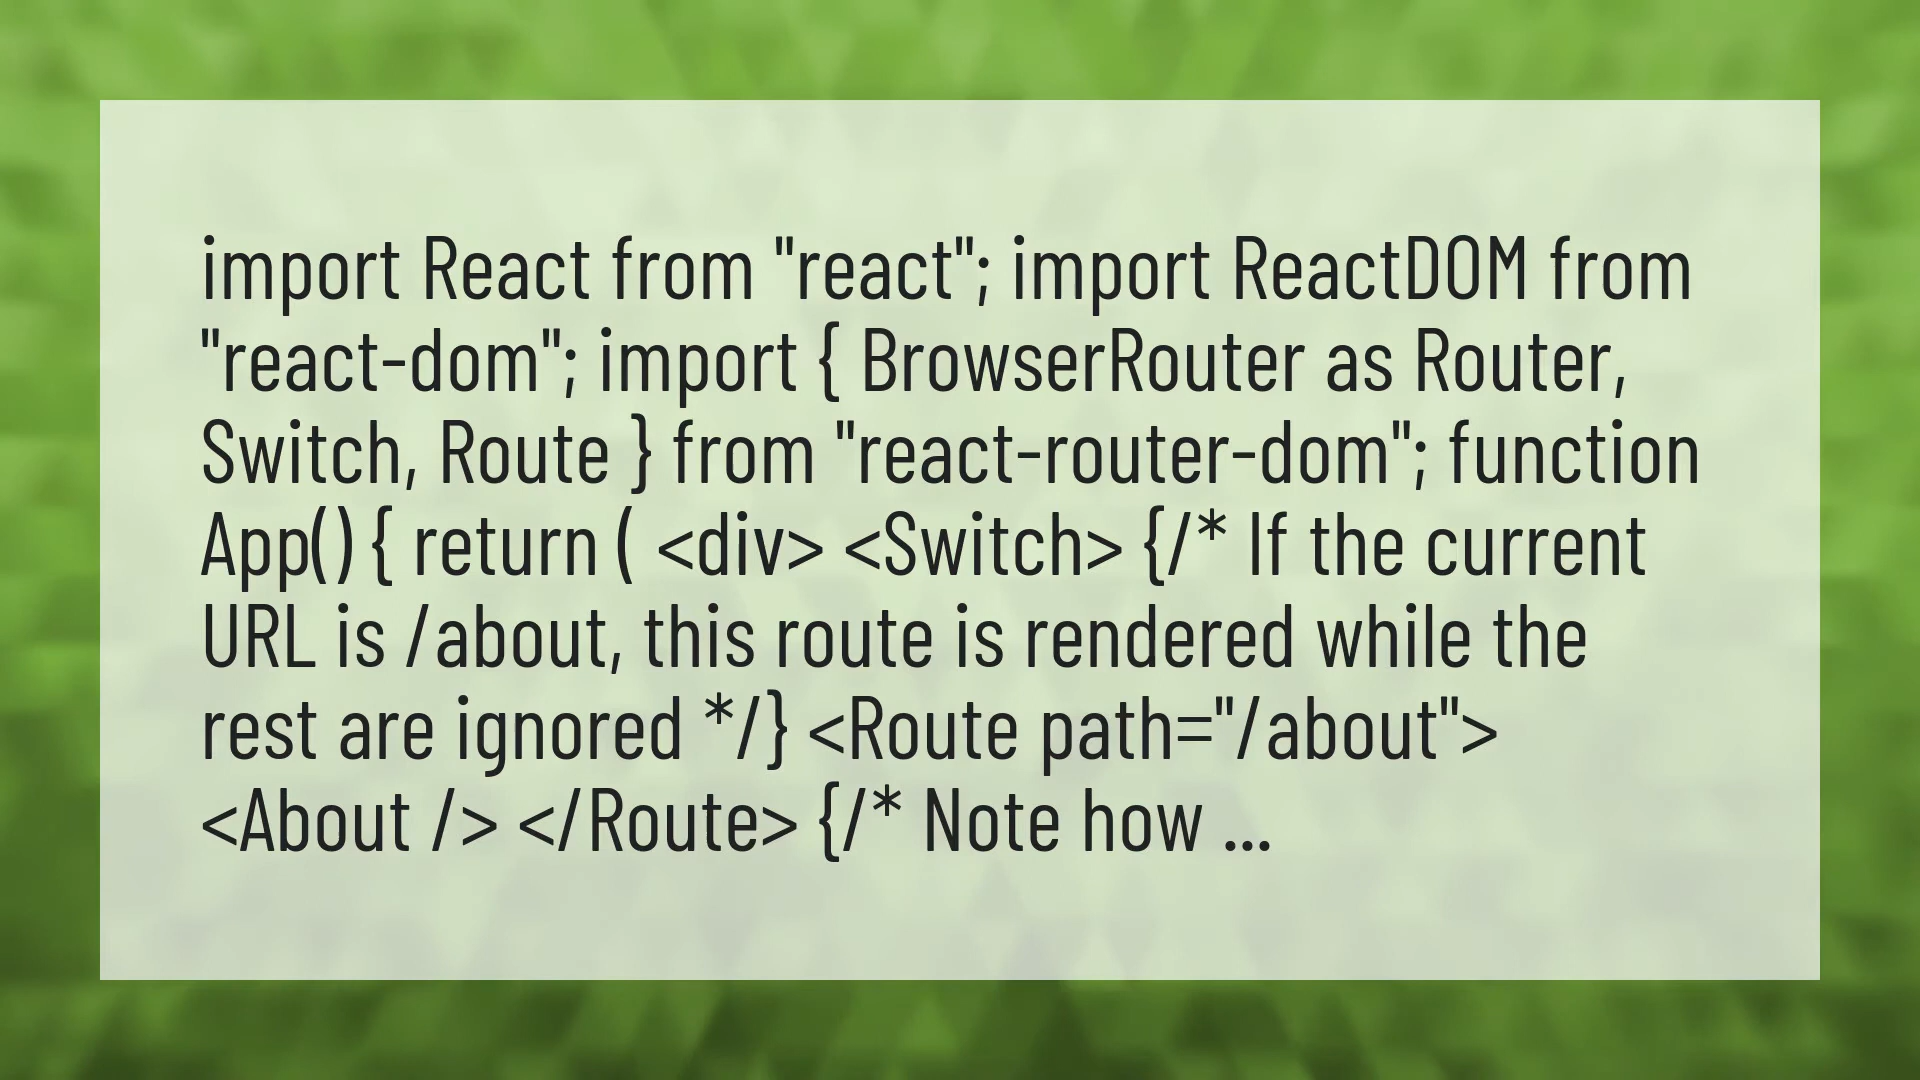 import React from "react"; import ReactDOM from
"react-dom"; import { BrowserRouter as Router,
Switch, Route } from "react-router-dom"; function
App() { return ( <div> <Switch> {/* If the current
URL is /about, this route is rendered while the
rest are ignored */} <Route path="/about">
<About /> </Route> {/* Note how ...